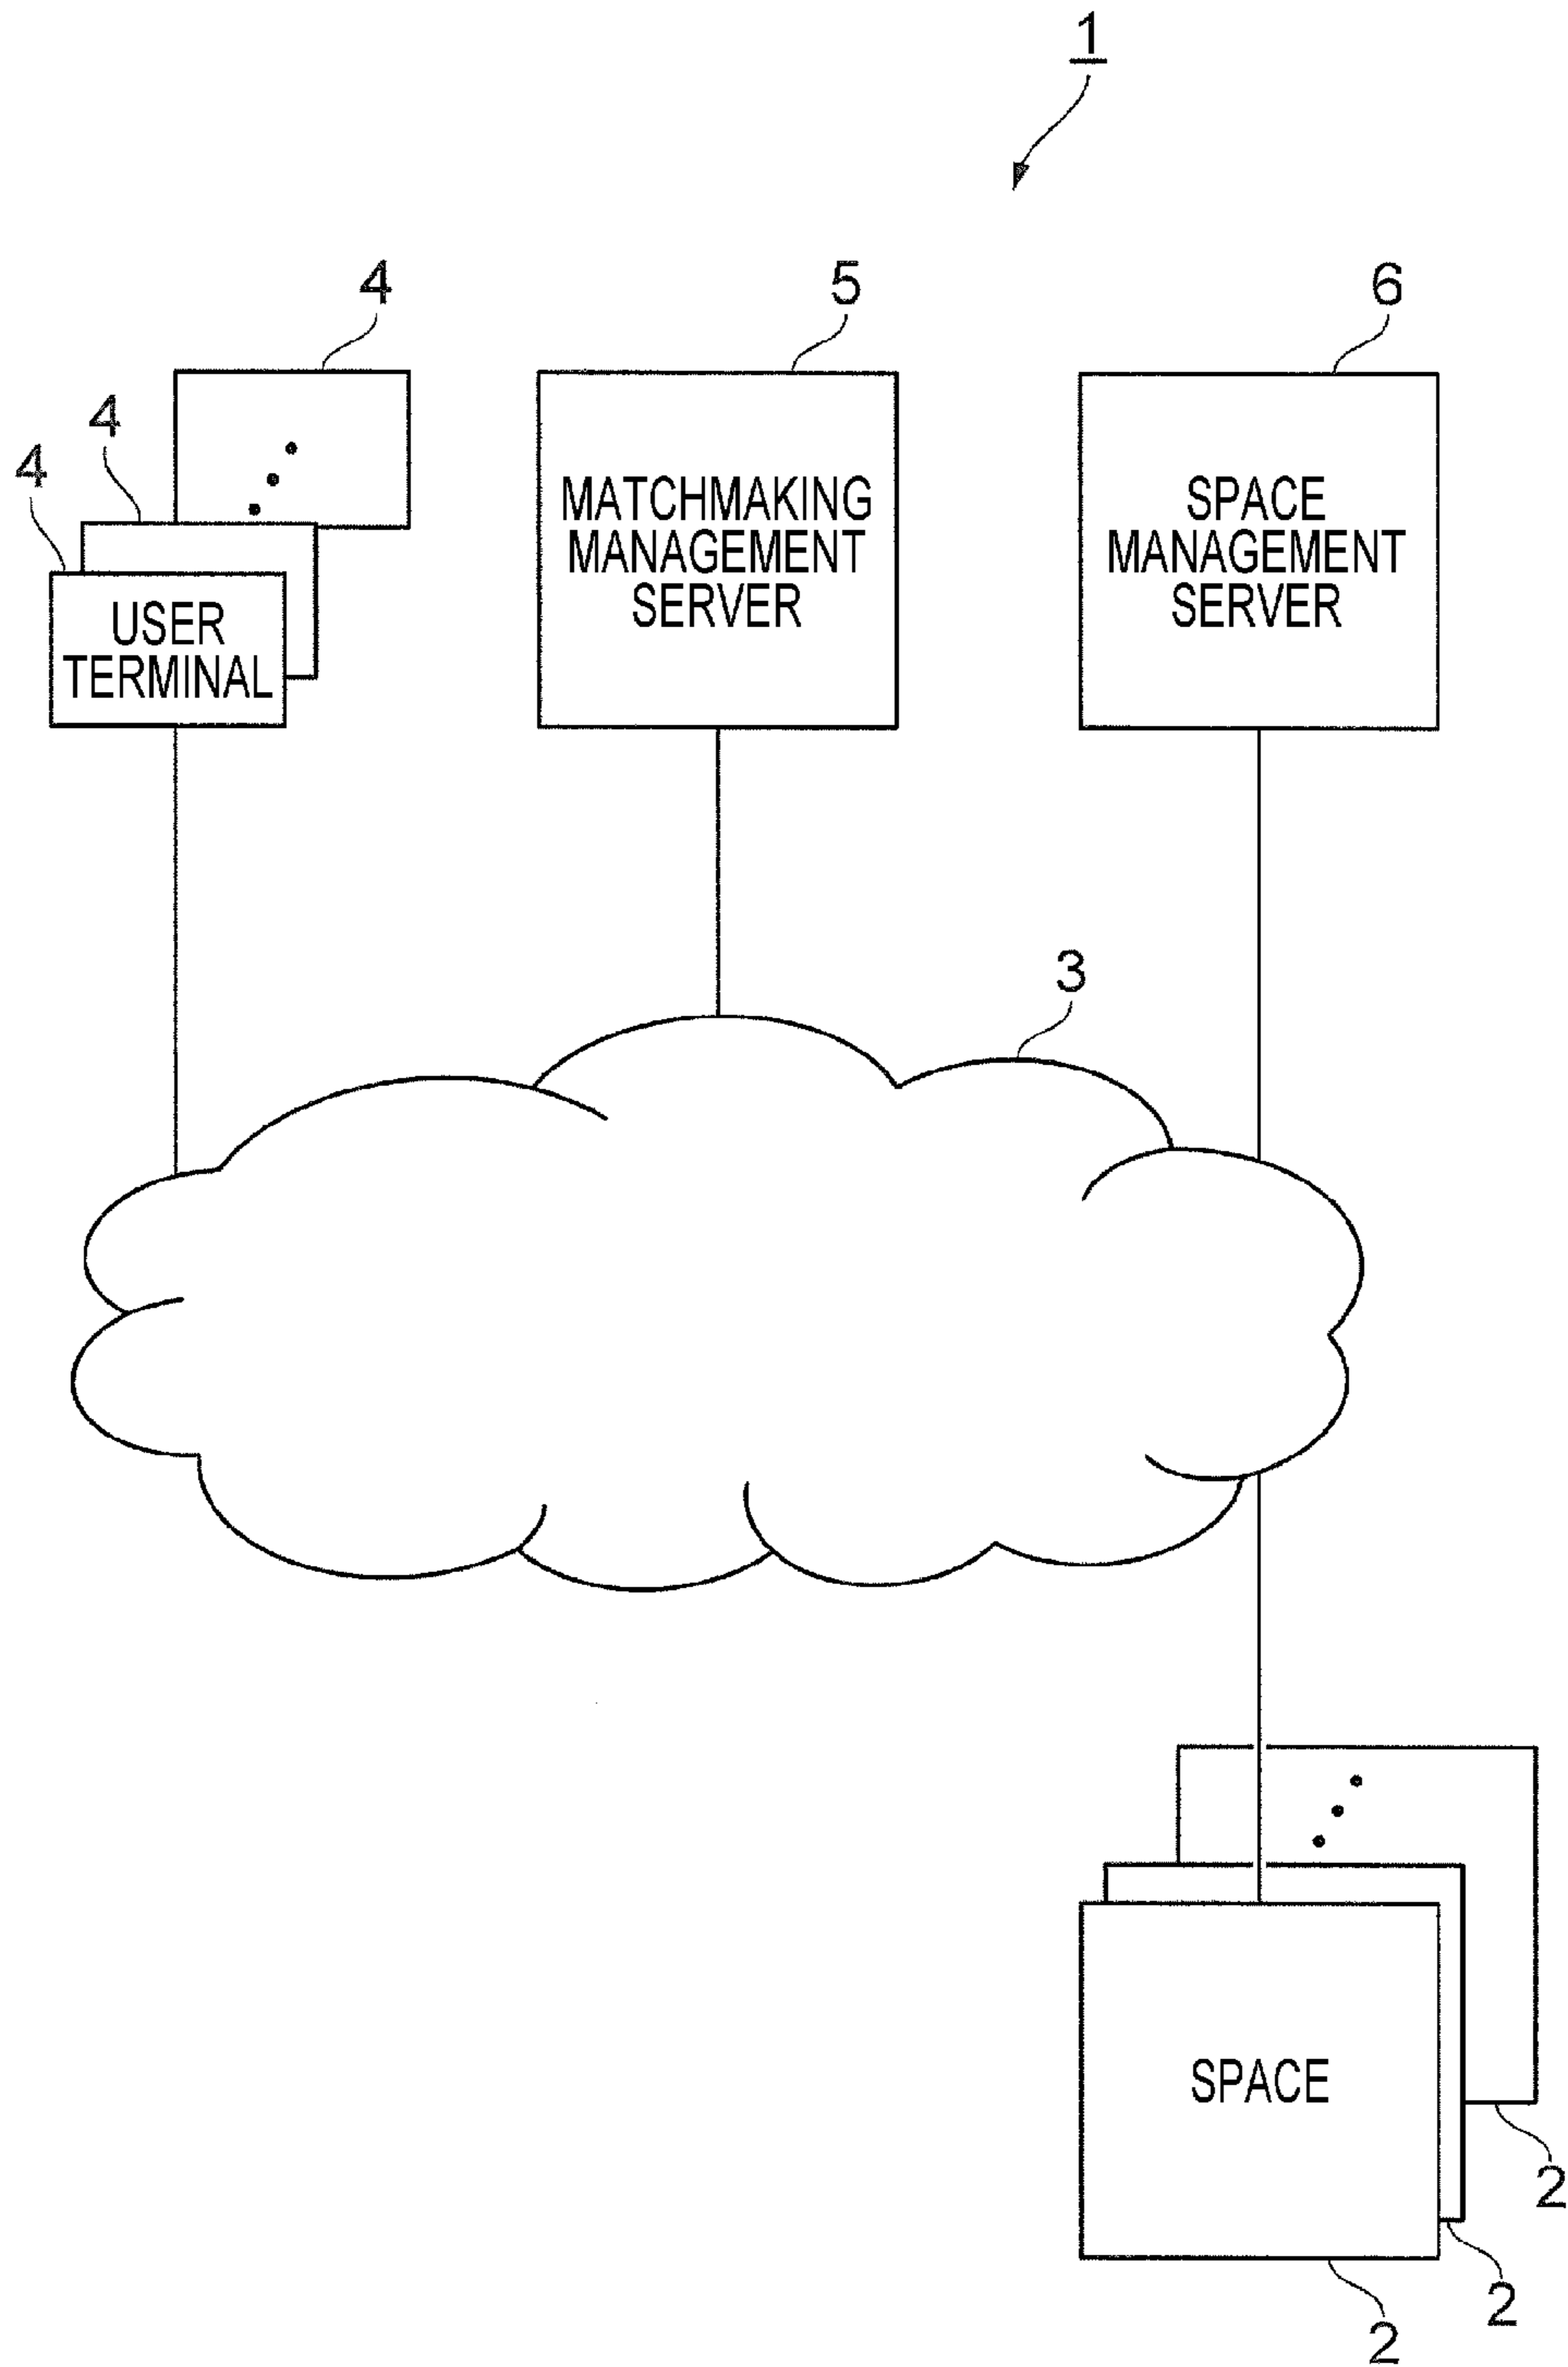 1
4
5
6
4
4
MATCHMAKING
MANAGEMENT
SERVER
SPACE
MANAGEMENT
SERVER
USER
TERMINAL
3
SPACE
2
2
2